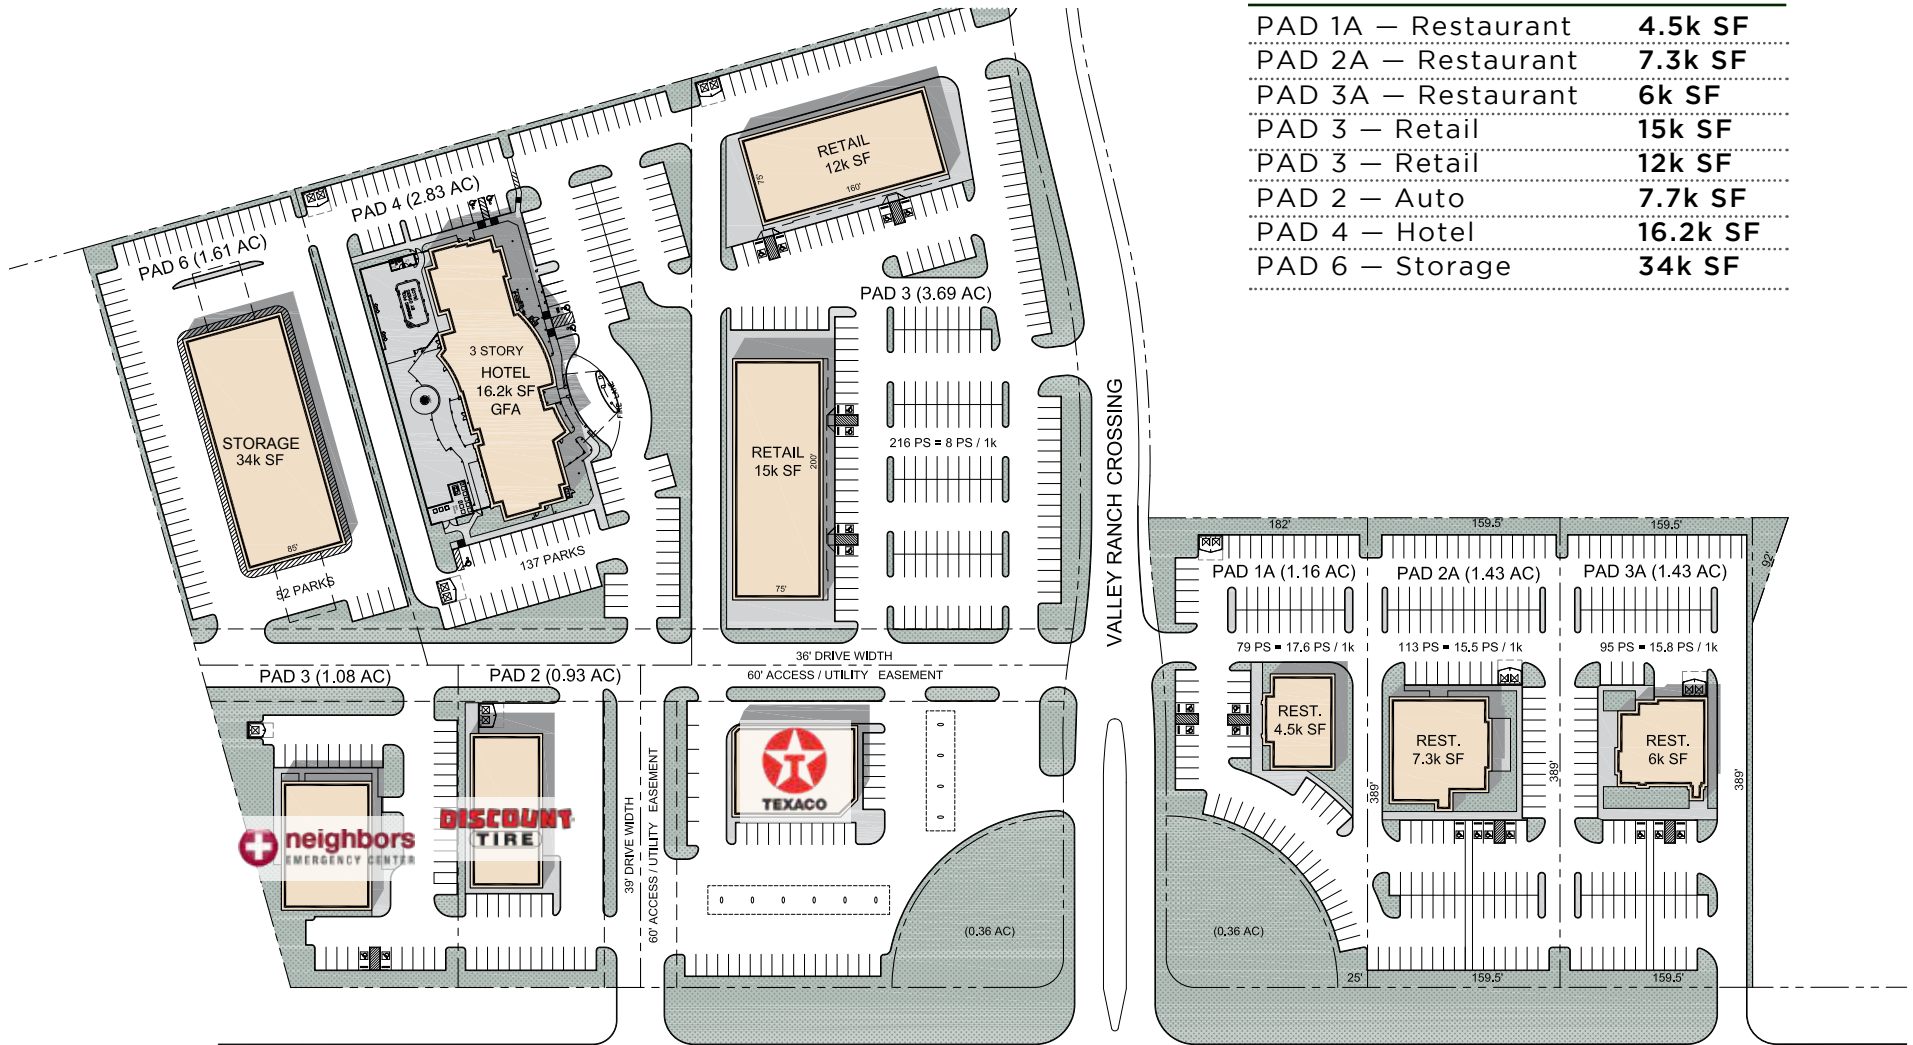 PAD 1A — Restaurant 4.5k SF
PAD 2A — Restaurant 7.3k SF
PAD 3A — Restaurant 6k SF
PAD 3 — Retail 15k SF
PAD 3 — Retail 12k SF
PAD 2 — Auto 7.7k SF
PAD 4 — Hotel 16.2k SF
PAD 6 — Storage 34k SF
RETAIL
12k SF
75'
160'
PAD 4 (2.83 AC)
PAD 6 (1.61 AC)
PAD 3 (3.69 AC)
3 STORY
HOTEL
16.2k SF
GFA
STORAGE
34k SF
85'
52 PARKS
137 PARKS
RETAIL
15k SF
200'
75'
216 PS = 8 PS / 1k
VALLEY RANCH CROSSING
182'
159.5'
159.5'
92'
PAD 1A (1.16 AC)
PAD 2A (1.43 AC)
PAD 3A (1.43 AC)
79 PS = 17.6 PS / 1k
113 PS = 15.5 PS / 1k
95 PS = 15.8 PS / 1k
36' DRIVE WIDTH
60' ACCESS / UTILITY EASEMENT
PAD 3 (1.08 AC)
PAD 2 (0.93 AC)
neighbors
EMERGENCY CENTER
DISCOUNT
TIRE
39' DRIVE WIDTH
60' ACCESS / UTILITY EASEMENT
T
TEXACO
REST.
4.5k SF
REST.
7.3k SF
REST.
6k SF
389'
389'
389'
(0.36 AC)
(0.36 AC)
25'
159.5'
159.5'